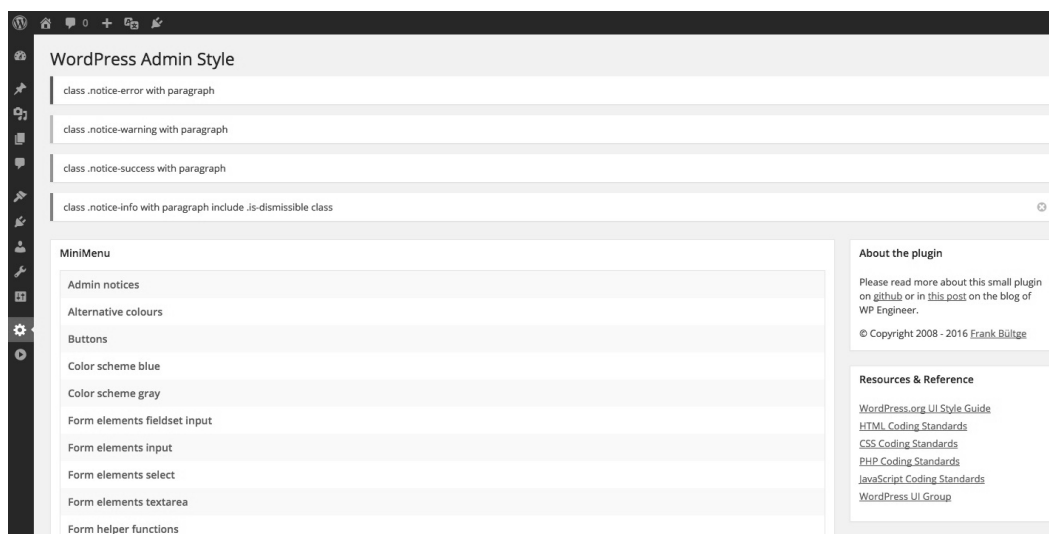 0
WordPress Admin Style
class .notice-error with paragraph
class .notice-warning with paragraph
class .notice-success with paragraph
class .notice-info with paragraph include .is-dismissible class
MiniMenu
Admin notices
Alternative colours
Buttons
Color scheme blue
Color scheme gray
Form elements fieldset input
Form elements input
Form elements select
Form elements textarea
Form helper functions
About the plugin
Please read more about this small plugin
on github or in this post on the blog of
WP Engineer.
© Copyright 2008 - 2016 Frank Bültge
Resources & Reference
WordPress.org UI Style Guide
HTML Coding Standards
CSS Coding Standards
PHP Coding Standards
JavaScript Coding Standards
WordPress UI Group